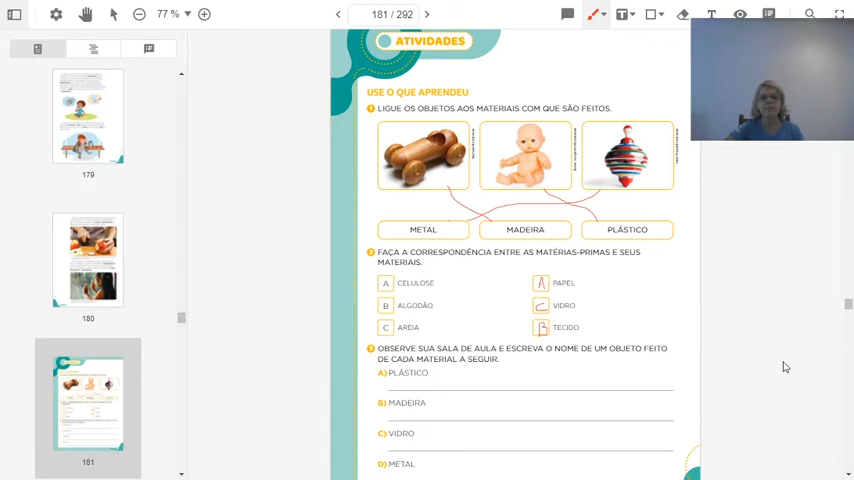 77 %
181 / 292
ATIVIDADES
USE O QUE APRENDEU
1 LIGUE OS OBJETOS AOS MATERIAIS COM QUE SÃO FEITOS.
METAL MADEIRA PLÁSTICO
2 FAÇA A CORRESPONDÊNCIA ENTRE AS MATÉRIAS-PRIMAS E SEUS
MATERIAIS.
A CELULOSE A PAPEL
B ALGODÃO C VIDRO
C AREIA B TECIDO
3 OBSERVE SUA SALA DE AULA E ESCREVA O NOME DE UM OBJETO FEITO
DE CADA MATERIAL A SEGUIR.
A) PLÁSTICO
B) MADEIRA
C) VIDRO
D) METAL
179
180
181